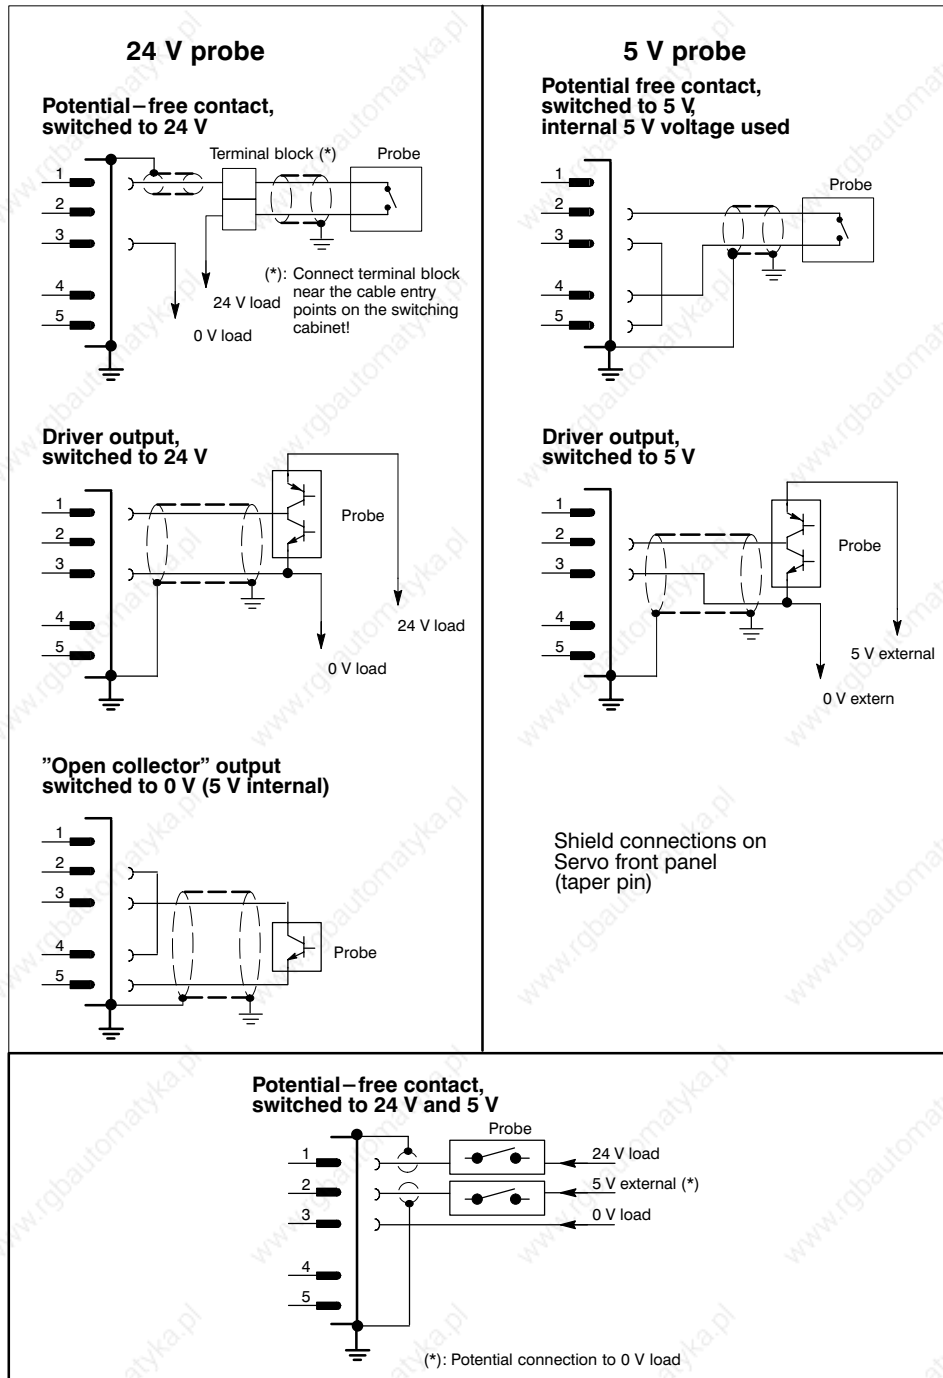 24 V probe
Potential–free contact,
switched to 24 V
Terminal block (*)
Probe
1
2
3
4
5
24 V load
0 V load
(*): Connect terminal block
near the cable entry
points on the switching
cabinet!
Driver output,
switched to 24 V
1
2
3
4
5
Probe
24 V load
0 V load
”Open collector” output
switched to 0 V (5 V internal)
1
2
3
4
5
Probe
5 V probe
Potential free contact,
switched to 5 V,
internal 5 V voltage used
1
2
3
4
5
Probe
Driver output,
switched to 5 V
1
2
3
4
5
Probe
5 V external
0 V extern
Shield connections on
Servo front panel
(taper pin)
Potential–free contact,
switched to 24 V and 5 V
Probe
1
2
3
4
5
24 V load
5 V external (*)
0 V load
(*): Potential connection to 0 V load
www.rgbautomatyka.pl